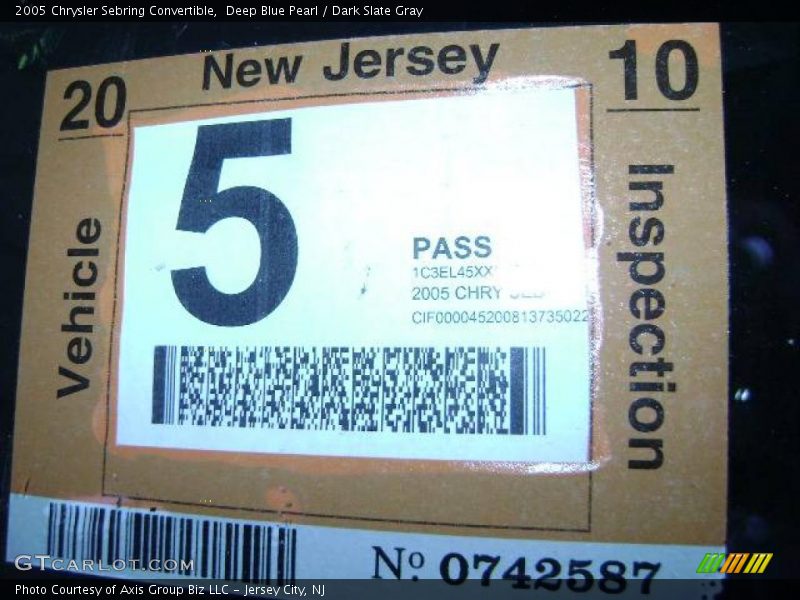 2005 Chrysler Sebring Convertible, Deep Blue Pearl / Dark Slate Gray
20 New Jersey 10
Vehicle
Inspection
5
PASS
1C3EL45XX
2005 CHRY
CIF000045200813735022
No 0742587
GTCARLOT.COM
Photo Courtesy of Axis Group Biz LLC - Jersey City, NJ